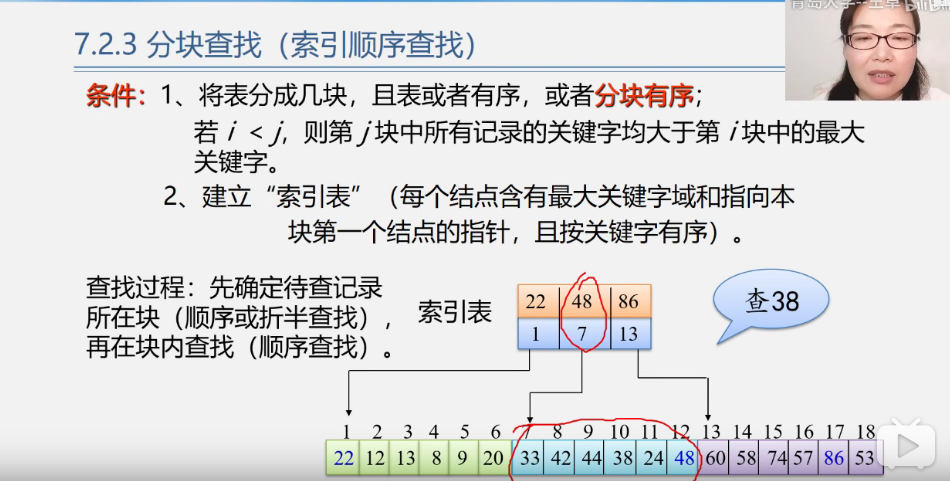 7.2.3 分块查找（索引顺序查找）
条件：1、将表分成几块，且表或者有序，或者分块有序；
若 i < j，则第 j 块中所有记录的关键字均大于第 i 块中的最大
关键字。
2、建立“索引表”（每个结点含有最大关键字域和指向本
块第一个结点的指针，且按关键字有序）。
查找过程：先确定待查记录
所在块（顺序或折半查找），
再在块内查找（顺序查找）。
索引表
22 48 86
1 7 13
查38
1 2 3 4 5 6 7 8 9 10 11 12 13 14 15 16 17 18
22 12 13 8 9 20 33 42 44 38 24 48 60 58 74 57 86 53